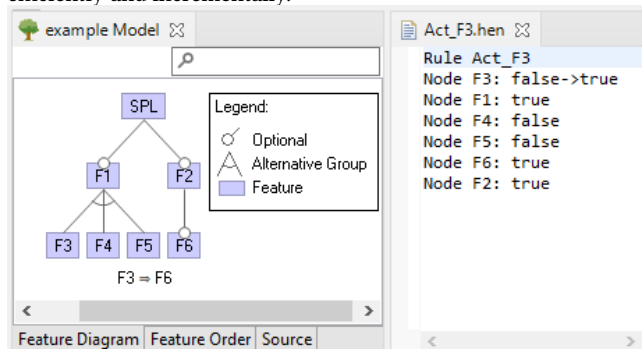 example Model
SPL
Legend:
Optional
Alternative Group
Feature
F1
F2
F3
F4
F5
F6
F3 ⇒ F6
Feature Diagram
Feature Order
Source
Act_F3.hen
Rule Act_F3
Node F3: false->true
Node F1: true
Node F4: false
Node F5: false
Node F6: true
Node F2: true